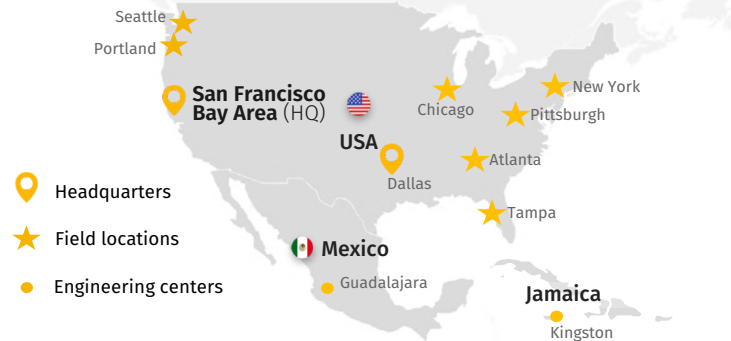 Seattle
Portland
San Francisco
Bay Area (HQ)
USA
Chicago
New York
Pittsburgh
Atlanta
Dallas
Tampa
Headquarters
Field locations
Engineering centers
Mexico
Guadalajara
Jamaica
Kingston